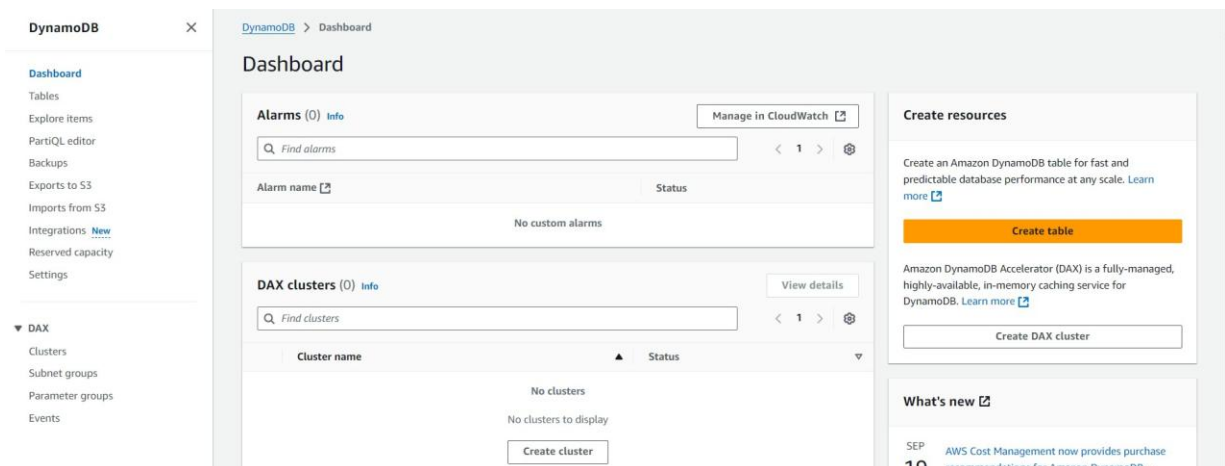 DynamoDB
Dashboard
Tables
Explore items
PartiQL editor
Backups
Exports to S3
Imports from S3
Integrations New
Reserved capacity
Settings
DAX
Clusters
Subnet groups
Parameter groups
Events
DynamoDB > Dashboard
Dashboard
Alarms (0) Info
Manage in CloudWatch
Find alarms
1
Alarm name
Status
No custom alarms
DAX clusters (0) Info
View details
Find clusters
1
Cluster name
Status
No clusters
No clusters to display
Create cluster
Create resources
Create an Amazon DynamoDB table for fast and
predictable database performance at any scale. Learn
more
Create table
Amazon DynamoDB Accelerator (DAX) is a fully-managed,
highly-available, in-memory caching service for
DynamoDB. Learn more
Create DAX cluster
What's new
SEP
AWS Cost Management now provides purchase